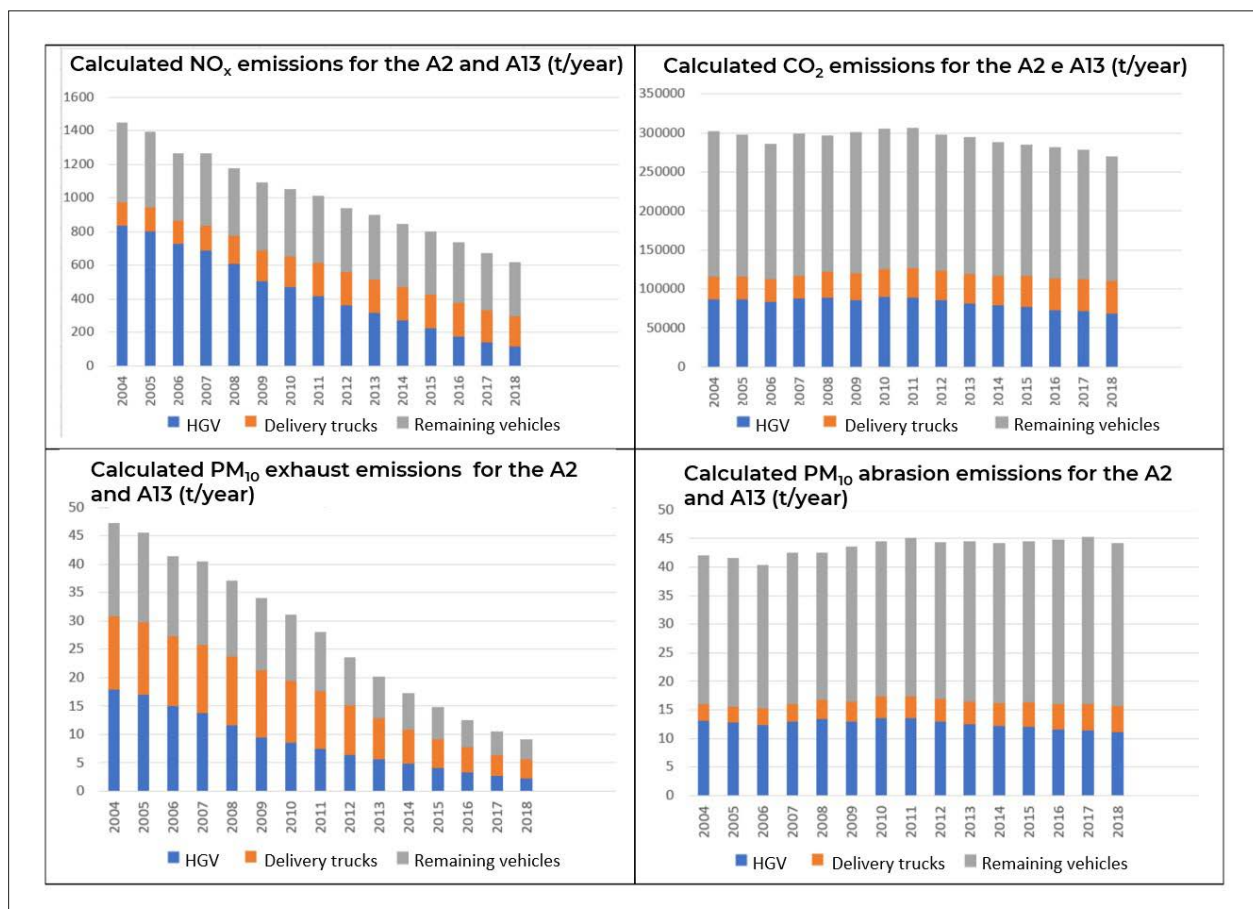 Calculated NOₓ emissions for the A2 and A13 (t/year)
1600
1400
1200
1000
800
600
400
200
0
2004 2005 2006 2007 2008 2009 2010 2011 2012 2013 2014 2015 2016 2017 2018
HGV Delivery trucks Remaining vehicles
Calculated CO₂ emissions for the A2 e A13 (t/year)
350000
300000
250000
200000
150000
100000
50000
0
2004 2005 2006 2007 2008 2009 2010 2011 2012 2013 2014 2015 2016 2017 2018
HGV Delivery trucks Remaining vehicles
Calculated PM₁₀ exhaust emissions for the A2
and A13 (t/year)
50
45
40
35
30
25
20
15
10
5
0
2004 2005 2006 2007 2008 2009 2010 2011 2012 2013 2014 2015 2016 2017 2018
HGV Delivery trucks Remaining vehicles
Calculated PM₁₀ abrasion emissions for the A2
and A13 (t/year)
50
45
40
35
30
25
20
15
10
5
0
2004 2005 2006 2007 2008 2009 2010 2011 2012 2013 2014 2015 2016 2017 2018
HGV Delivery trucks Remaining vehicles